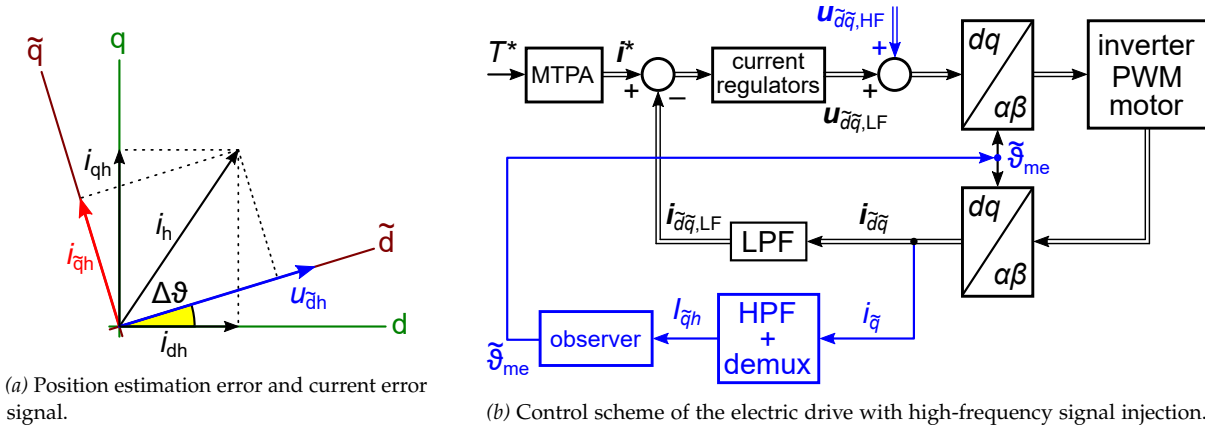 q̃
q
i_qh
i_h
d̃
i_q̃h
Δϑ
u_d̃h
d
i_dh
(a) Position estimation error and current error
signal.
u_d̃q̃,HF
T*
MTPA
i*
+
−
current
regulators
+
+
u_d̃q̃,LF
dq
αβ
inverter
PWM
motor
ϑ̃_me
i_d̃q̃,LF
LPF
i_d̃q̃
dq
αβ
ϑ̃_me
observer
I_q̃h
HPF
+
demux
i_q̃
(b) Control scheme of the electric drive with high-frequency signal injection.